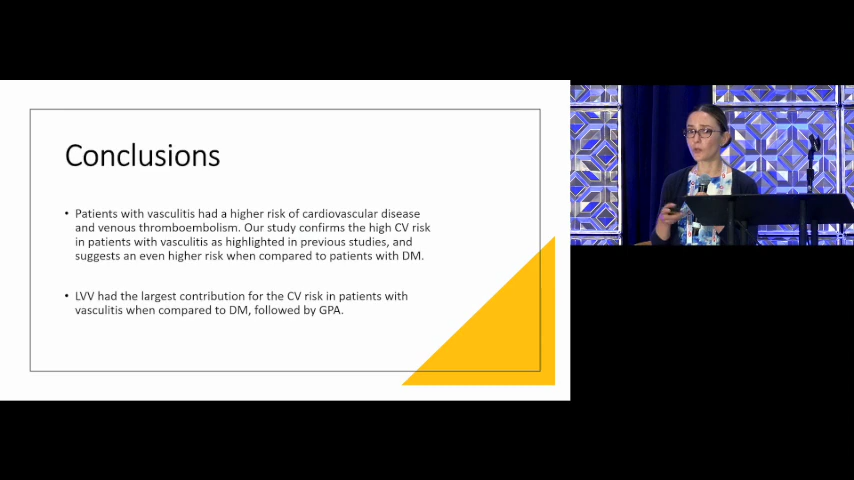 Conclusions
• Patients with vasculitis had a higher risk of cardiovascular disease
and venous thromboembolism. Our study confirms the high CV risk
in patients with vasculitis as highlighted in previous studies, and
suggests an even higher risk when compared to patients with DM.
• LVV had the largest contribution for the CV risk in patients with
vasculitis when compared to DM, followed by GPA.